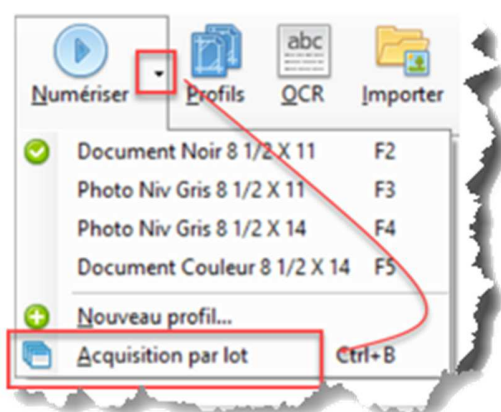 abc
Numériser Profils OCR Importer
Document Noir 8 1/2 X 11 F2
Photo Niv Gris 8 1/2 X 11 F3
Photo Niv Gris 8 1/2 X 14 F4
Document Couleur 8 1/2 X 14 F5
Nouveau profil...
Acquisition par lot Ctrl+B